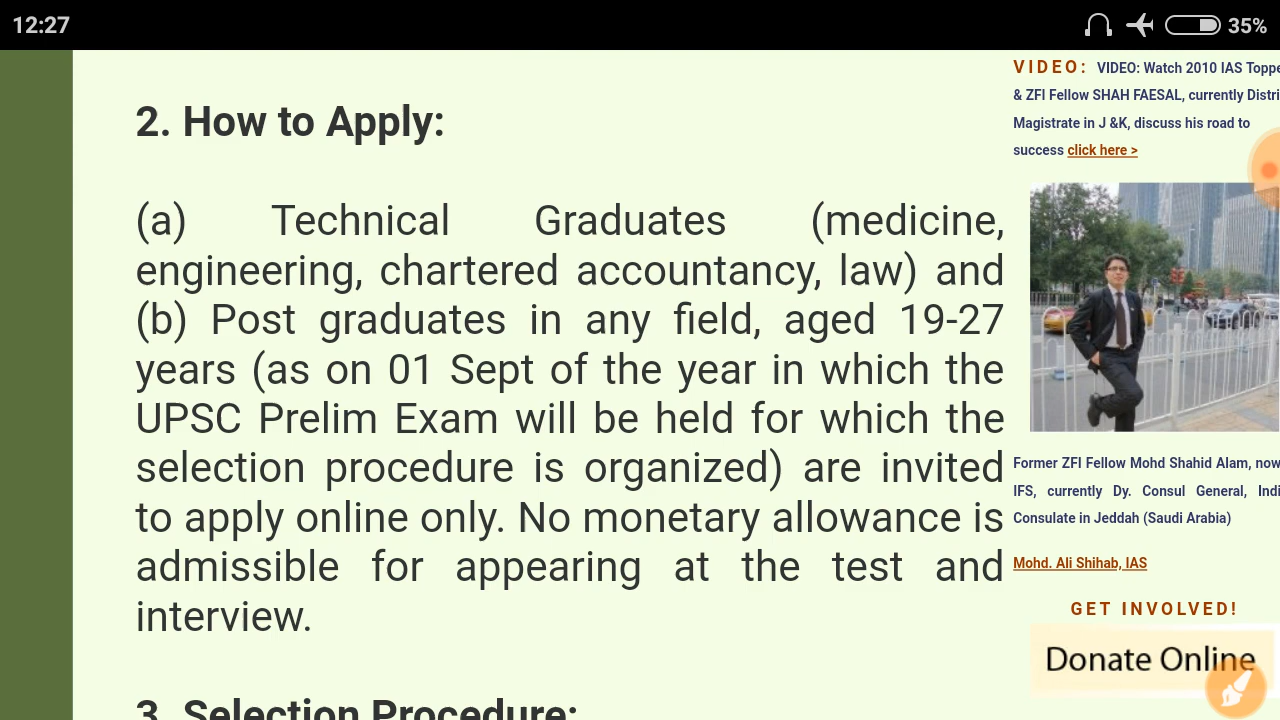 12:27
35%
2. How to Apply:
(a) Technical Graduates (medicine,
engineering, chartered accountancy, law) and
(b) Post graduates in any field, aged 19-27
years (as on 01 Sept of the year in which the
UPSC Prelim Exam will be held for which the
selection procedure is organized) are invited
to apply online only. No monetary allowance is
admissible for appearing at the test and
interview.
3. Selection Procedure:
VIDEO: VIDEO: Watch 2010 IAS Toppe
& ZFI Fellow SHAH FAESAL, currently Distri
Magistrate in J &K, discuss his road to
success click here >
Former ZFI Fellow Mohd Shahid Alam, now
IFS, currently Dy. Consul General, Indi
Consulate in Jeddah (Saudi Arabia)
Mohd. Ali Shihab, IAS
GET INVOLVED!
Donate Online